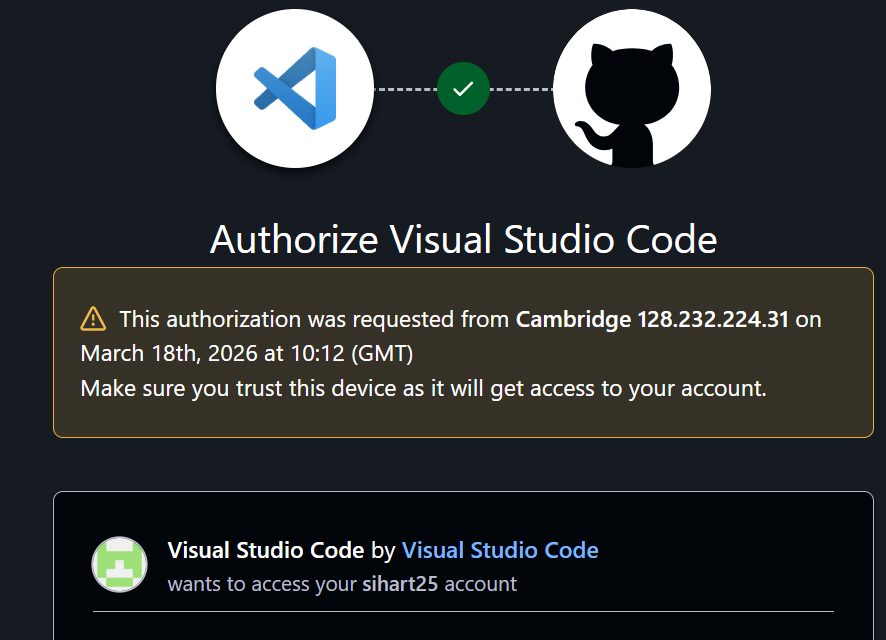 Authorize Visual Studio Code
This authorization was requested from Cambridge 128.232.224.31 on
March 18th, 2026 at 10:12 (GMT)
Make sure you trust this device as it will get access to your account.
Visual Studio Code by Visual Studio Code
wants to access your sihart25 account